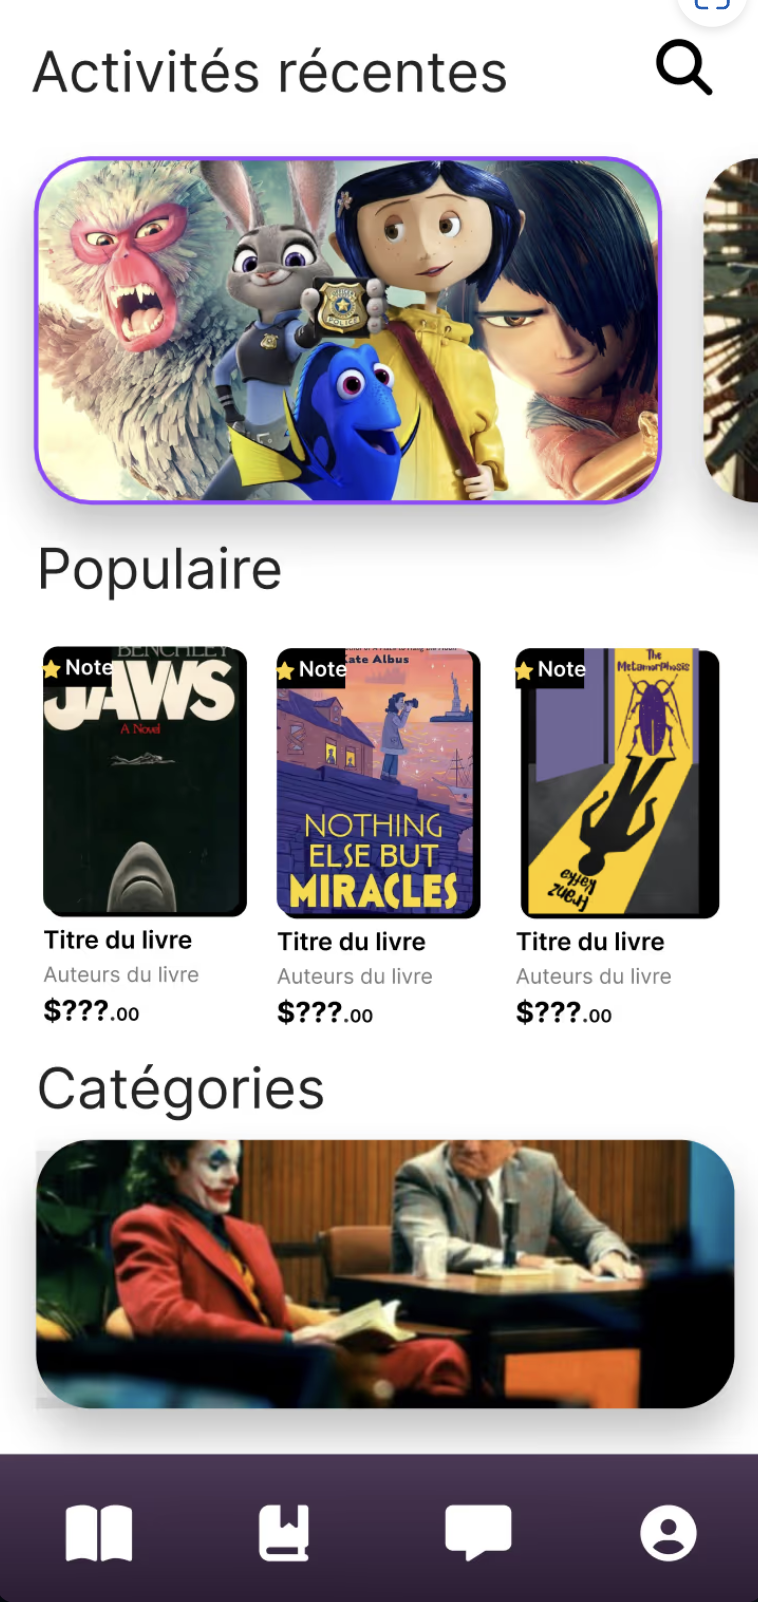 Activités récentes
POLICE
Populaire
Note
BENCHLEY
JAWS
A Novel
Note
Kate Albus
NOTHING
ELSE BUT
MIRACLES
Note
The
Metamorphosis
Franz
Kafka
Titre du livre
Auteurs du livre
$???.00
Titre du livre
Auteurs du livre
$???.00
Titre du livre
Auteurs du livre
$???.00
Catégories